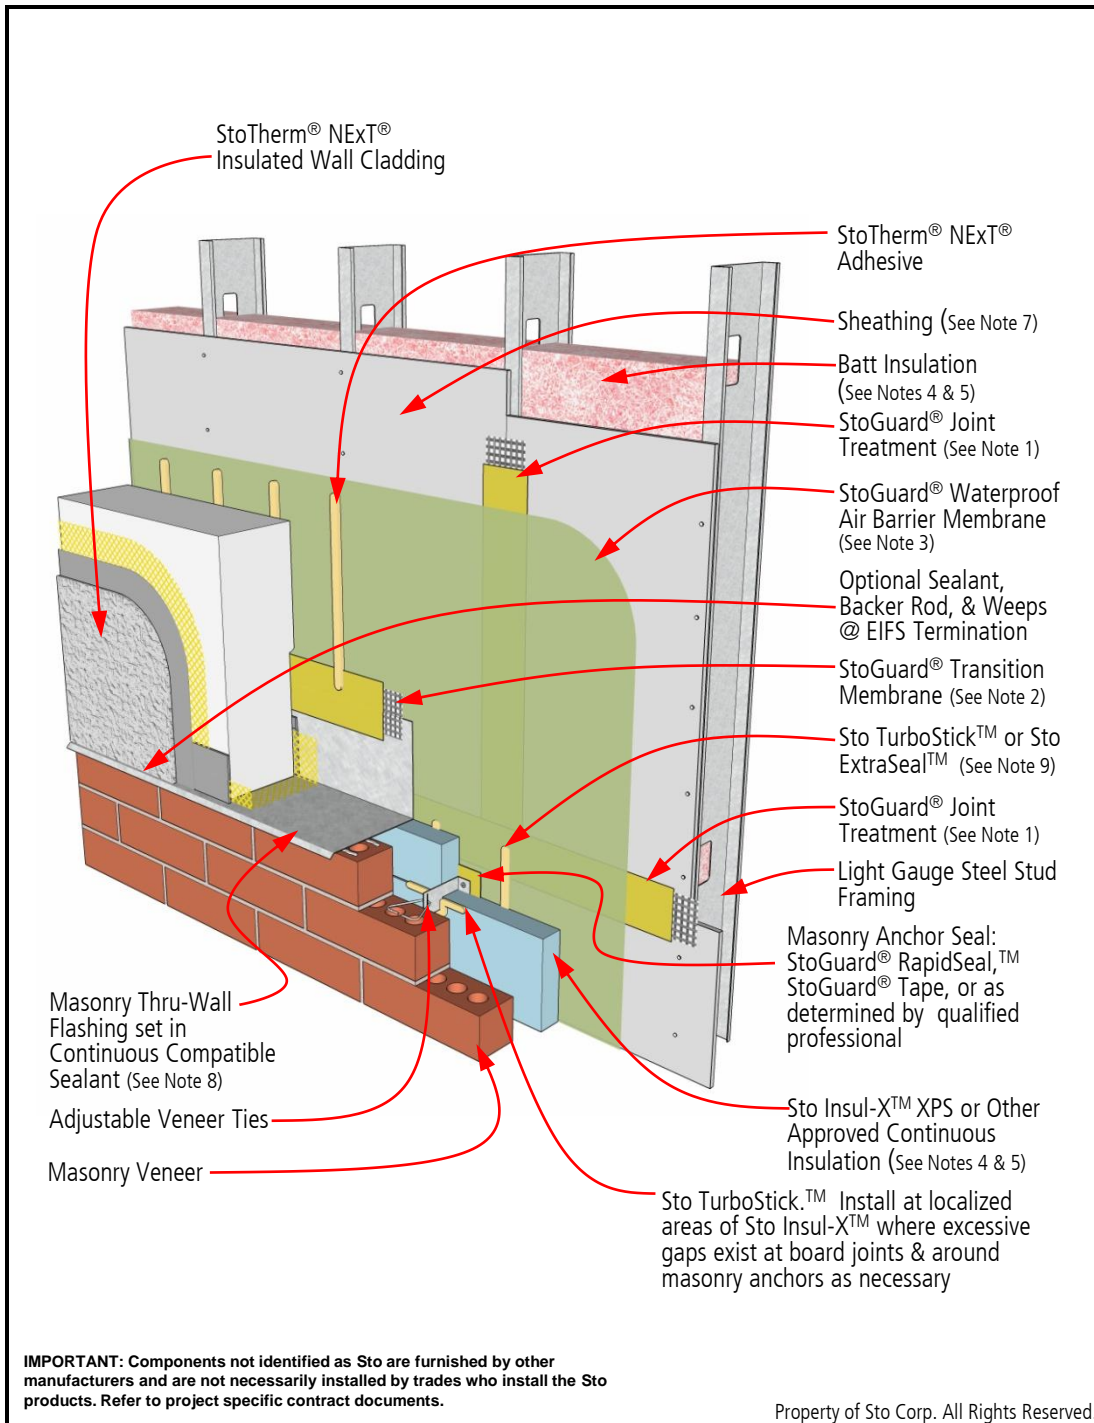 StoTherm® NExT®
Insulated Wall Cladding
StoTherm® NExT®
Adhesive
Sheathing (See Note 7)
Batt Insulation
(See Notes 4 & 5)
StoGuard® Joint
Treatment (See Note 1)
StoGuard® Waterproof
Air Barrier Membrane
(See Note 3)
Optional Sealant,
Backer Rod, & Weeps
@ EIFS Termination
StoGuard® Transition
Membrane (See Note 2)
Sto TurboStick™ or Sto
ExtraSeal™ (See Note 9)
StoGuard® Joint
Treatment (See Note 1)
Light Gauge Steel Stud
Framing
Masonry Anchor Seal:
StoGuard® RapidSeal,™
StoGuard® Tape, or as
determined by qualified
professional
Masonry Thru-Wall
Flashing set in
Continuous Compatible
Sealant (See Note 8)
Adjustable Veneer Ties
Masonry Veneer
Sto Insul-X™ XPS or Other
Approved Continuous
Insulation (See Notes 4 & 5)
Sto TurboStick.™ Install at localized
areas of Sto Insul-X™ where excessive
gaps exist at board joints & around
masonry anchors as necessary
IMPORTANT: Components not identified as Sto are furnished by other
manufacturers and are not necessarily installed by trades who install the Sto
products. Refer to project specific contract documents.
Property of Sto Corp. All Rights Reserved.